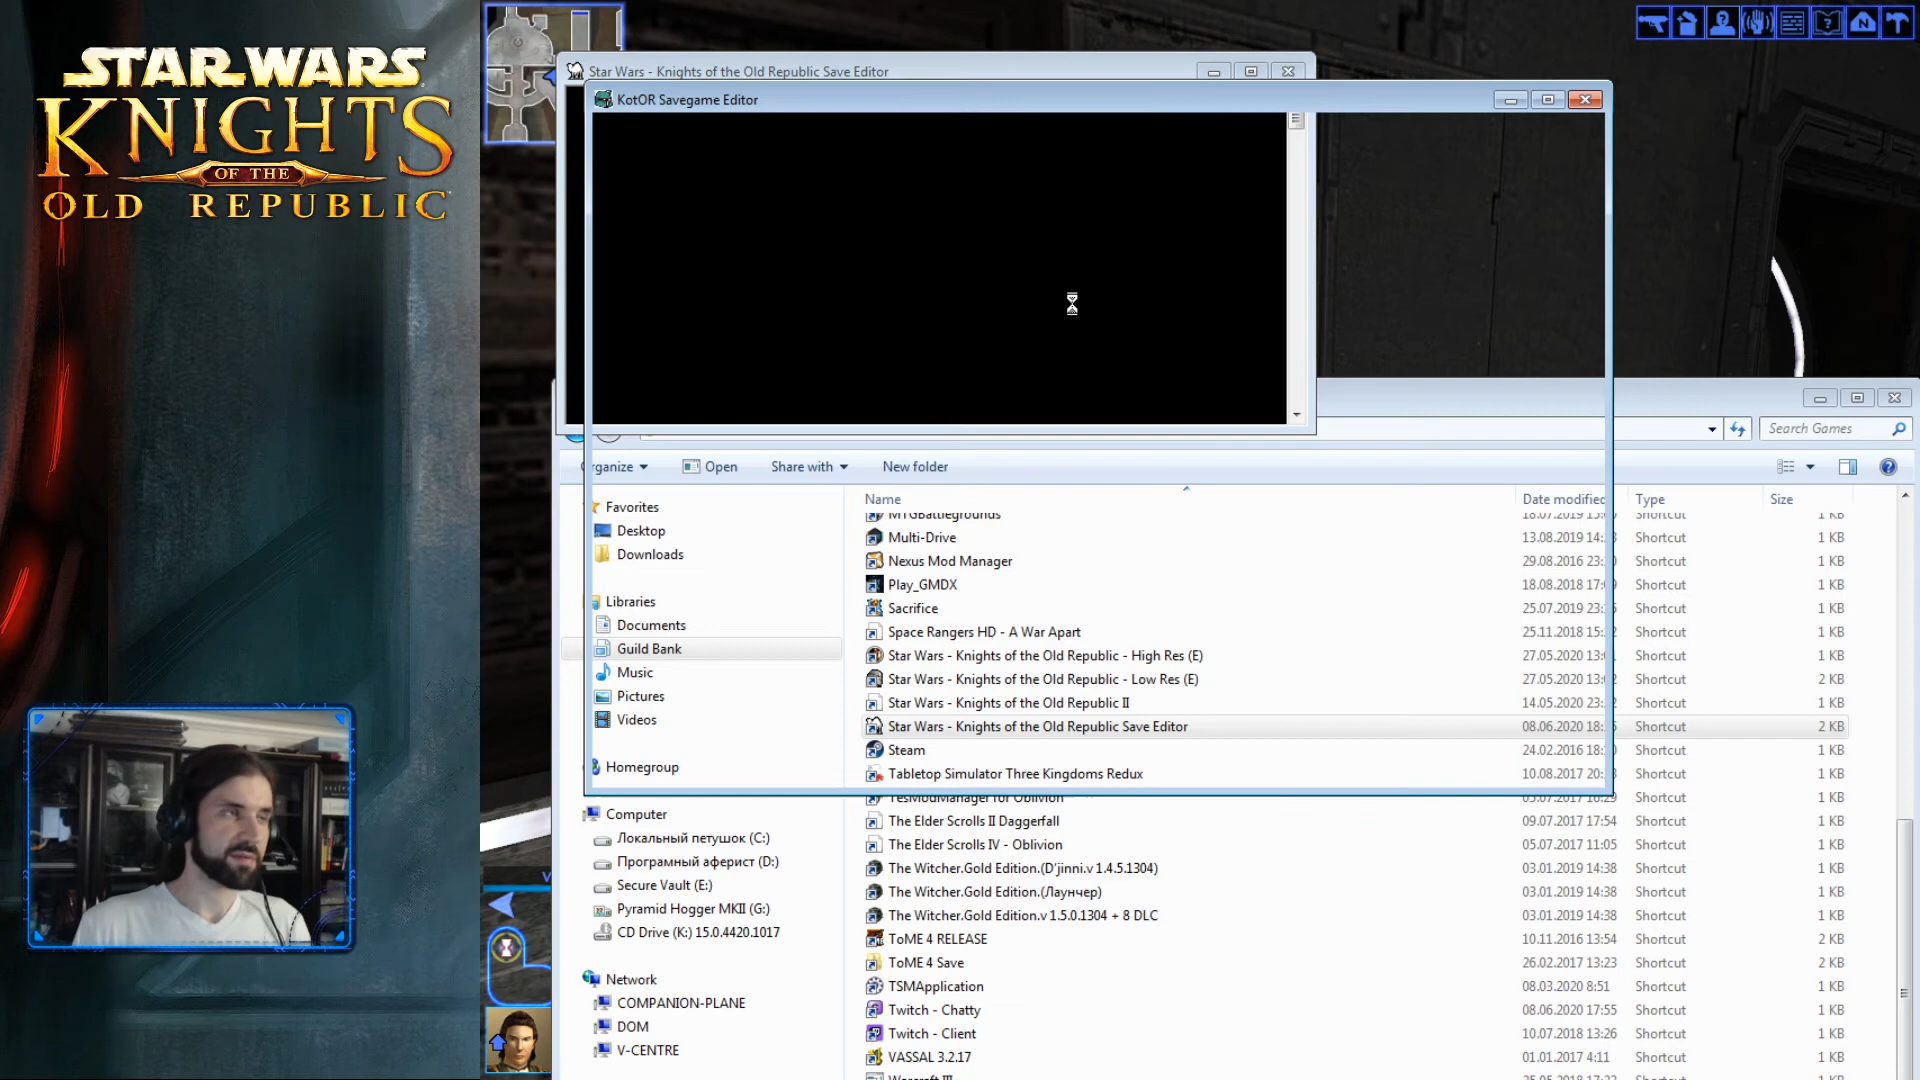 STAR WARS
KNIGHTS
OF THE
OLD REPUBLIC
Star Wars - Knights of the Old Republic Save Editor
KotOR Savegame Editor
Search Games
Organize
Open
Share with
New folder
Name
Date modified
Type
Size
Favorites
Desktop
Downloads
Libraries
Documents
Guild Bank
Music
Pictures
Videos
Homegroup
Computer
Локальный петушок (C:)
Програмный аферист (D:)
Secure Vault (E:)
Pyramid Hogger MKII (G:)
CD Drive (K:) 15.0.4420.1017
Network
COMPANION-PLANE
DOM
V-CENTRE
MTGBattlegrounds 18.07.2019 Shortcut 1 KB
Multi-Drive 13.08.2019 14: Shortcut 1 KB
Nexus Mod Manager 29.08.2016 23: Shortcut 1 KB
Play_GMDX 18.08.2018 17: Shortcut 1 KB
Sacrifice 25.07.2019 23: Shortcut 1 KB
Space Rangers HD - A War Apart 25.11.2018 15: Shortcut 1 KB
Star Wars - Knights of the Old Republic - High Res (E) 27.05.2020 13: Shortcut 1 KB
Star Wars - Knights of the Old Republic - Low Res (E) 27.05.2020 13: Shortcut 2 KB
Star Wars - Knights of the Old Republic II 14.05.2020 23: Shortcut 1 KB
Star Wars - Knights of the Old Republic Save Editor 08.06.2020 18: Shortcut 2 KB
Steam 24.02.2016 18: Shortcut 1 KB
Tabletop Simulator Three Kingdoms Redux 10.08.2017 20: Shortcut 1 KB
TesModManager for Oblivion 05.07.2017 16:29 Shortcut 1 KB
The Elder Scrolls II Daggerfall 09.07.2017 17:54 Shortcut 1 KB
The Elder Scrolls IV - Oblivion 05.07.2017 11:05 Shortcut 1 KB
The Witcher.Gold Edition.(D'jinni.v 1.4.5.1304) 03.01.2019 14:38 Shortcut 1 KB
The Witcher.Gold Edition.(Лаунчер) 03.01.2019 14:38 Shortcut 1 KB
The Witcher.Gold Edition.v 1.5.0.1304 + 8 DLC 03.01.2019 14:38 Shortcut 1 KB
ToME 4 RELEASE 10.11.2016 13:54 Shortcut 2 KB
ToME 4 Save 26.02.2017 13:23 Shortcut 2 KB
TSMApplication 08.03.2020 8:51 Shortcut 1 KB
Twitch - Chatty 08.06.2020 17:55 Shortcut 1 KB
Twitch - Client 10.07.2018 13:26 Shortcut 1 KB
VASSAL 3.2.17 01.01.2017 4:11 Shortcut 1 KB